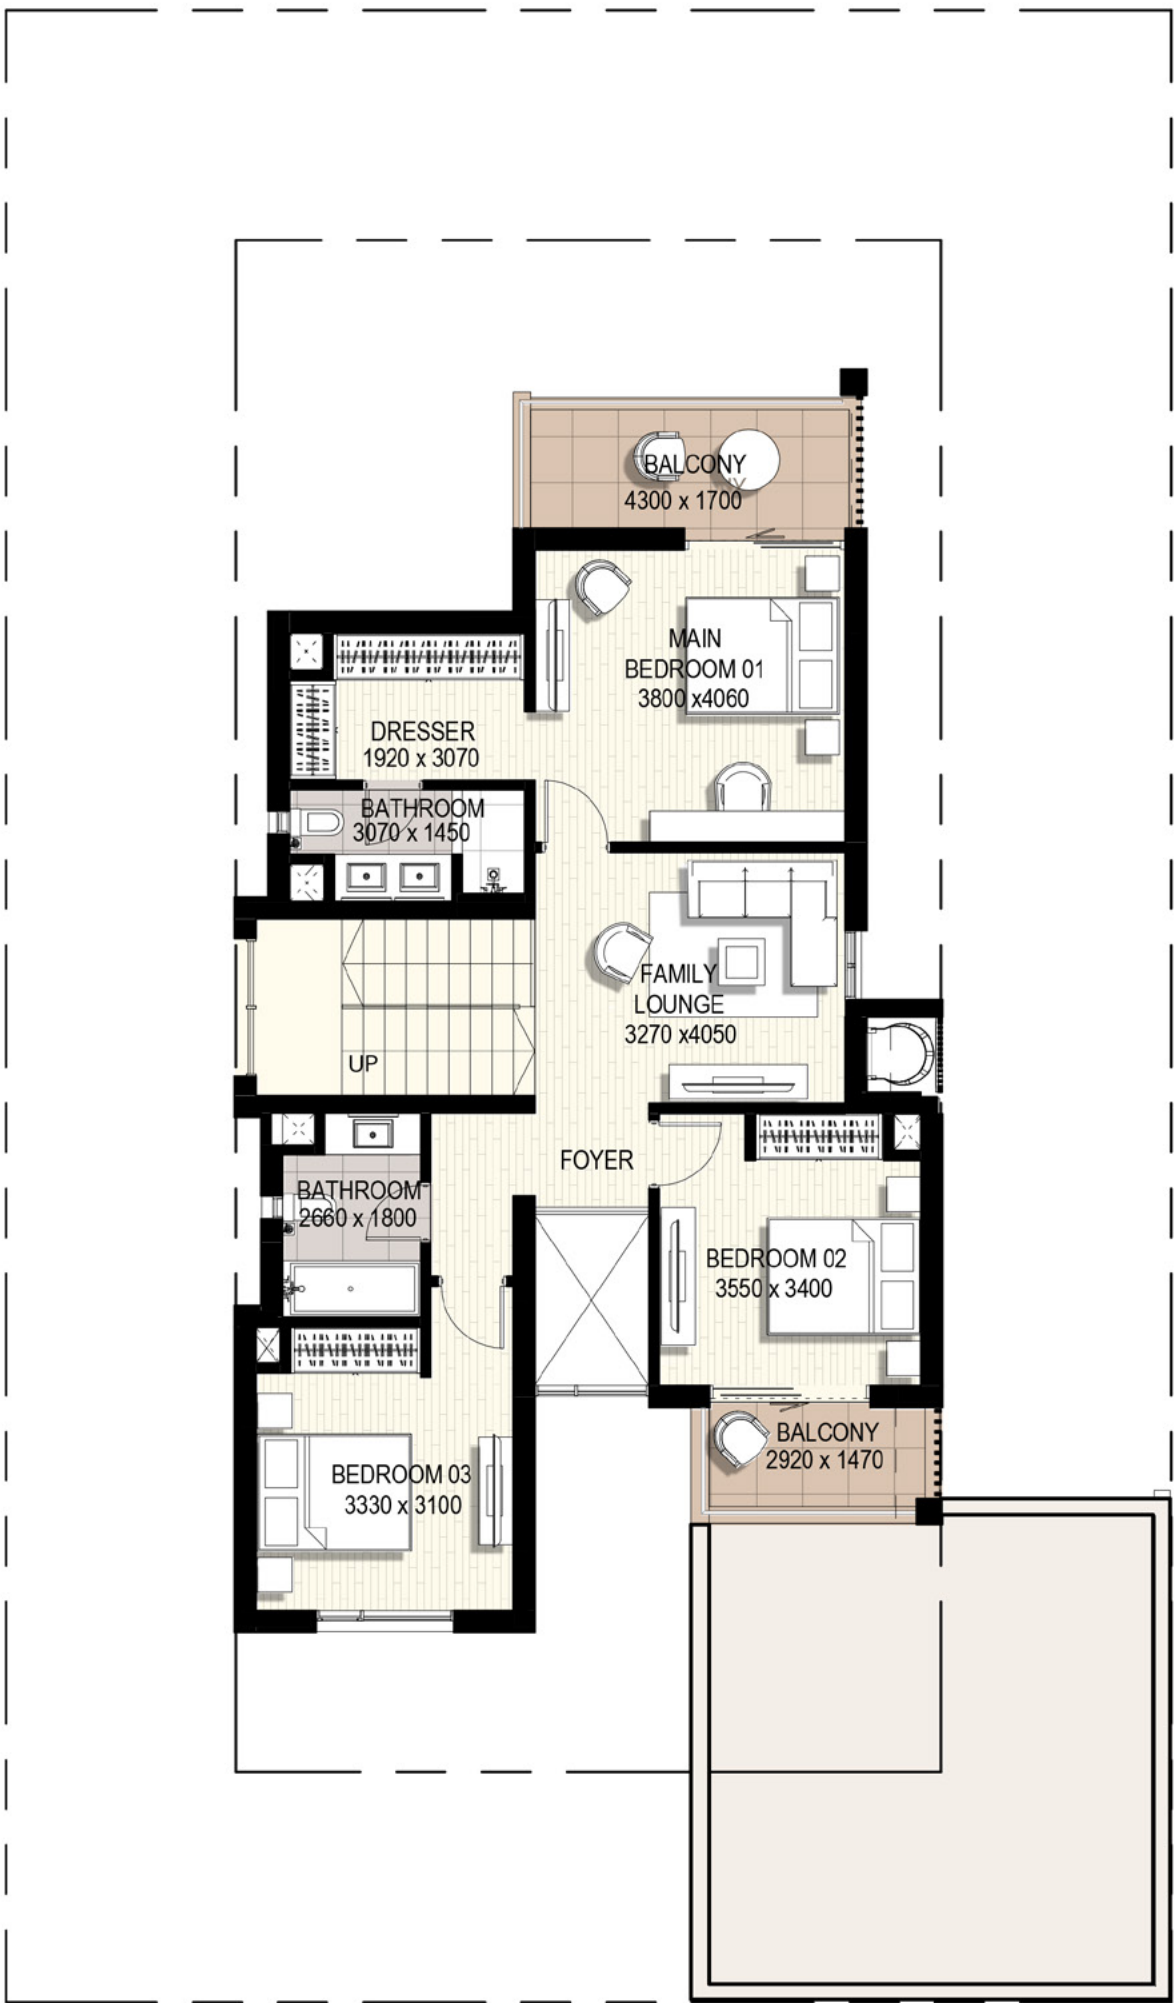 BALCONY
4300 x 1700
MAIN
BEDROOM 01
3800 x4060
DRESSER
1920 x 3070
BATHROOM
3070 x 1450
FAMILY
LOUNGE
3270 x4050
UP
FOYER
BATHROOM
2660 x 1800
BEDROOM 02
3550 x 3400
BALCONY
2920 x 1470
BEDROOM 03
3330 x 3100